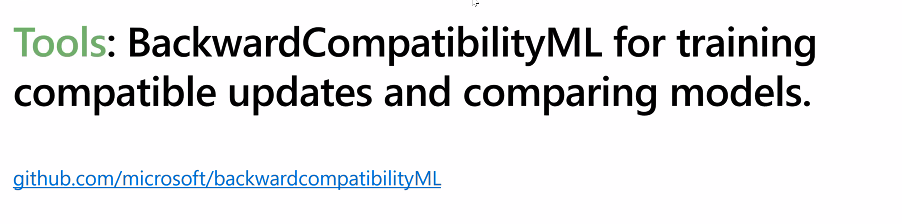 Tools: BackwardCompatibilityML for training
compatible updates and comparing models.
github.com/microsoft/backwardcompatibilityML